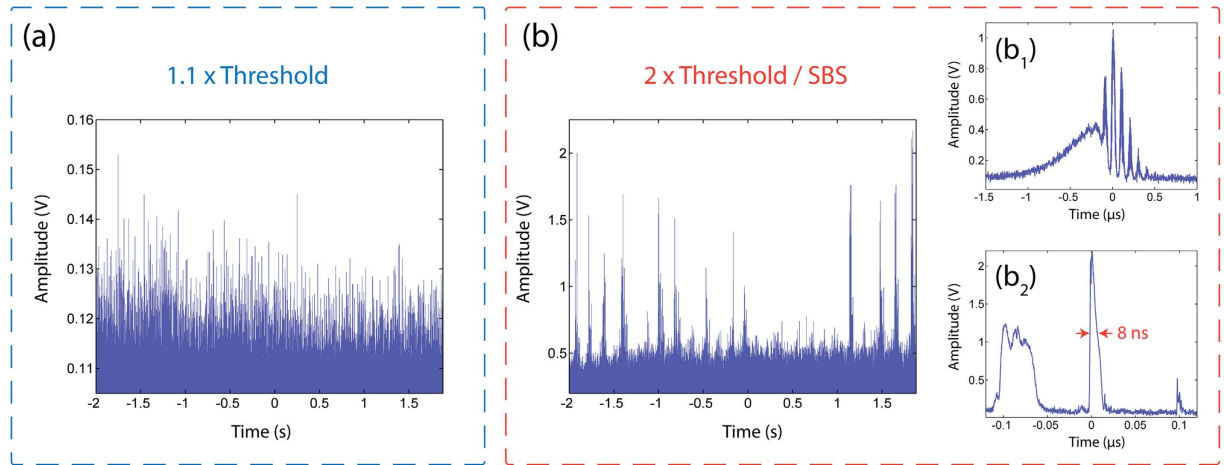 (a)
1.1 x Threshold
Amplitude (V)
0.16
0.15
0.14
0.13
0.12
0.11
-2 -1.5 -1 -0.5 0 0.5 1 1.5
Time (s)
(b)
2 x Threshold / SBS
Amplitude (V)
2
1.5
1
0.5
-2 -1.5 -1 -0.5 0 0.5 1 1.5
Time (s)
(b1)
Amplitude (V)
1
0.8
0.6
0.4
0.2
-1.5 -1 -0.5 0 0.5 1
Time (µs)
(b2)
Amplitude (V)
2
1.5
1
0.5
8 ns
-0.1 -0.05 0 0.05 0.1
Time (µs)